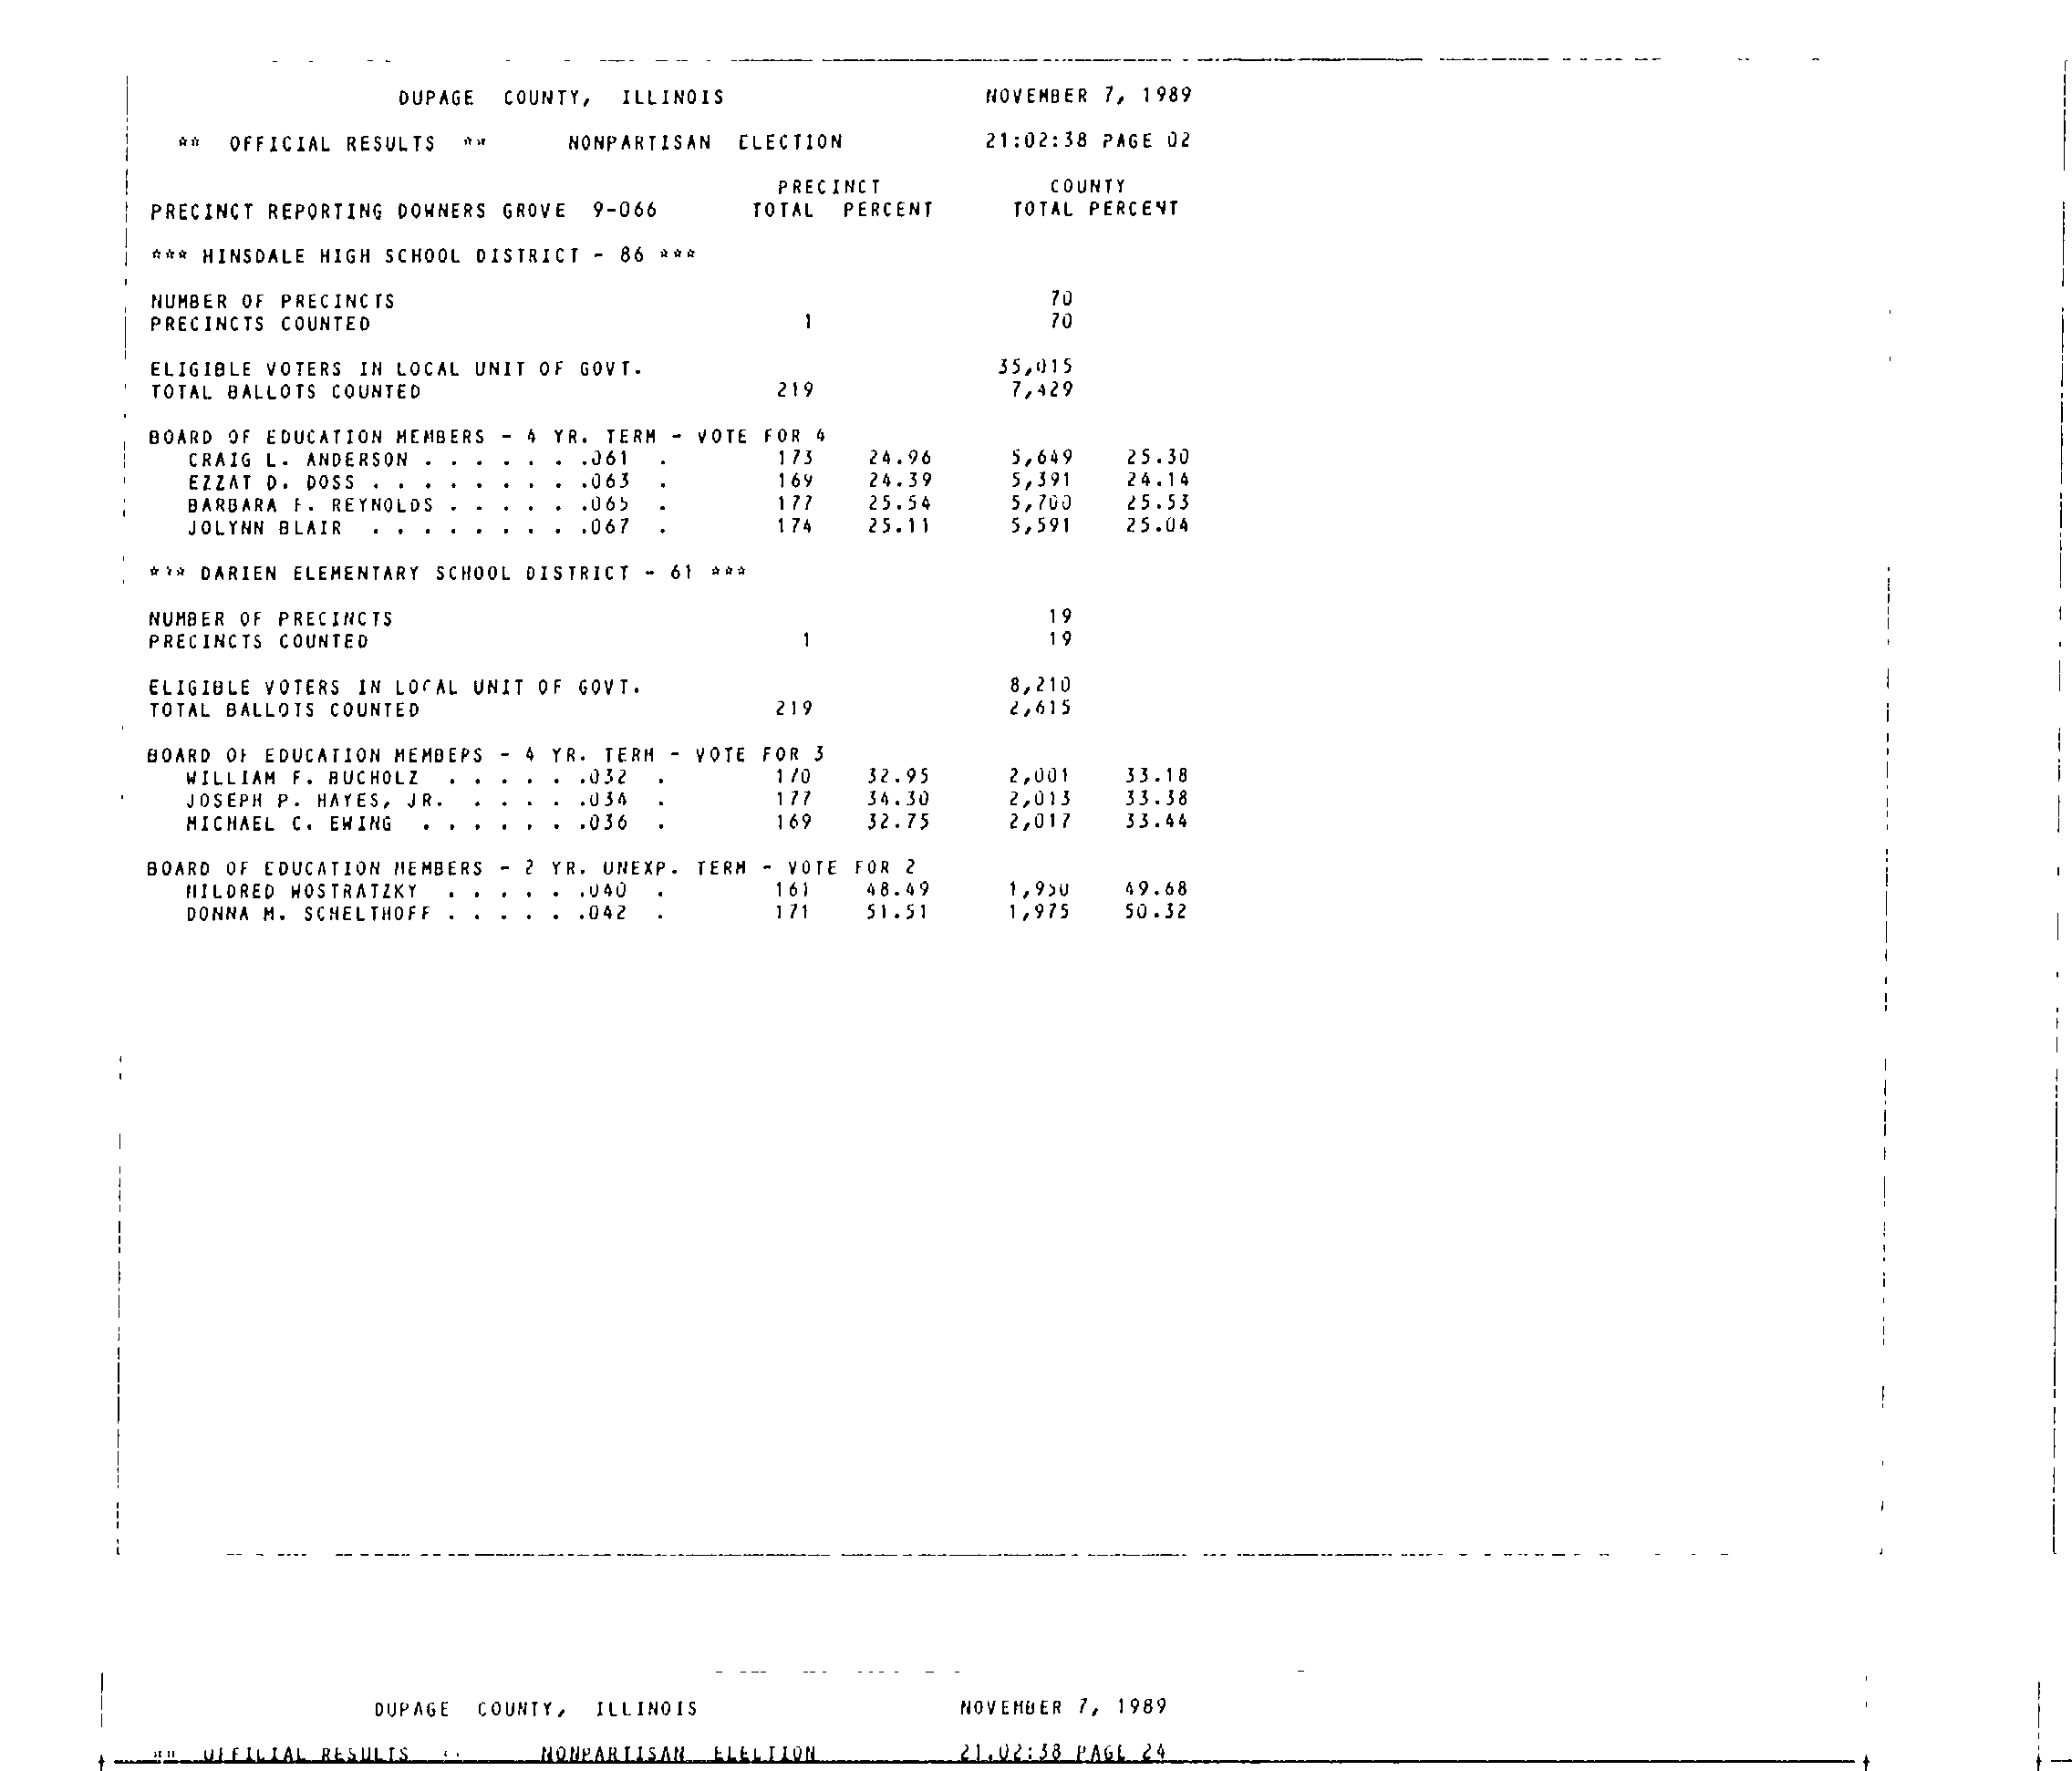 DUPAGE COUNTY, ILLINOIS NOVEMBER 7, 1989
** OFFICIAL RESULTS ** NONPARTISAN ELECTION 21:02:38 PAGE 02
PRECINCT COUNTY
PRECINCT REPORTING DOWNERS GROVE 9-066 TOTAL PERCENT TOTAL PERCENT
*** HINSDALE HIGH SCHOOL DISTRICT - 86 ***
NUMBER OF PRECINCTS 70
PRECINCTS COUNTED 1 70
ELIGIBLE VOTERS IN LOCAL UNIT OF GOVT. 35,015
TOTAL BALLOTS COUNTED 219 7,429
BOARD OF EDUCATION MEMBERS - 4 YR. TERM - VOTE FOR 4
CRAIG L. ANDERSON . . . . . . .061 . 173 24.96 5,649 25.30
EZZAT D. DOSS . . . . . . . . .063 . 169 24.39 5,391 24.14
BARBARA F. REYNOLDS . . . . . .065 . 177 25.54 5,700 25.53
JOLYNN BLAIR . . . . . . . . .067 . 174 25.11 5,591 25.04
*** DARIEN ELEMENTARY SCHOOL DISTRICT - 61 ***
NUMBER OF PRECINCTS 19
PRECINCTS COUNTED 1 19
ELIGIBLE VOTERS IN LOCAL UNIT OF GOVT. 8,210
TOTAL BALLOTS COUNTED 219 2,615
BOARD OF EDUCATION MEMBERS - 4 YR. TERM - VOTE FOR 3
WILLIAM F. BUCHOLZ . . . . . .032 . 170 32.95 2,001 33.18
JOSEPH P. HAYES, JR. . . . . .034 . 177 34.30 2,013 33.38
MICHAEL C. EWING . . . . . . .036 . 169 32.75 2,017 33.44
BOARD OF EDUCATION MEMBERS - 2 YR. UNEXP. TERM - VOTE FOR 2
MILDRED WOSTRATZKY . . . . . .040 . 161 48.49 1,950 49.68
DONNA M. SCHELTHOFF . . . . . .042 . 171 51.51 1,975 50.32
DUPAGE COUNTY, ILLINOIS NOVEMBER 7, 1989
** OFFICIAL RESULTS NONPARTISAN ELECTION 21:02:38 PAGE 24